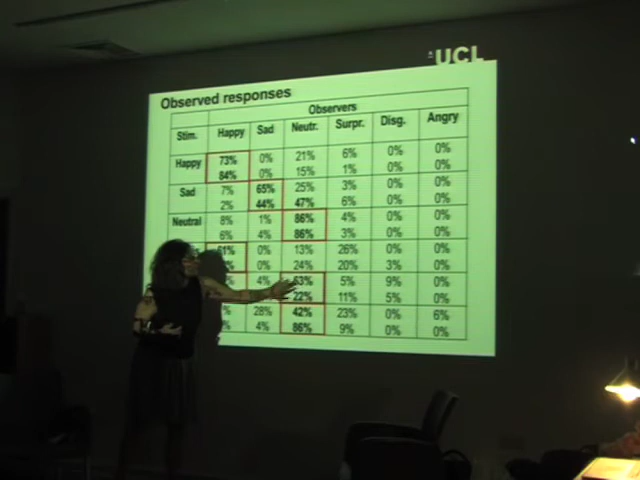 UCL
Observed responses
Observers
Stim. Happy Sad Neutr. Surpr. Disg. Angry
Happy 73% 0% 21% 6% 0% 0%
84% 0% 15% 1% 0% 0%
Sad 7% 65% 25% 3% 0% 0%
2% 44% 47% 6% 0% 0%
Neutral 8% 1% 86% 4% 0% 0%
6% 4% 86% 3% 0% 0%
61% 0% 13% 26% 0% 0%
0% 24% 20% 3% 0%
4% 63% 5% 9% 0%
22% 11% 5% 0%
28% 42% 23% 0% 6%
4% 86% 9% 0% 0%